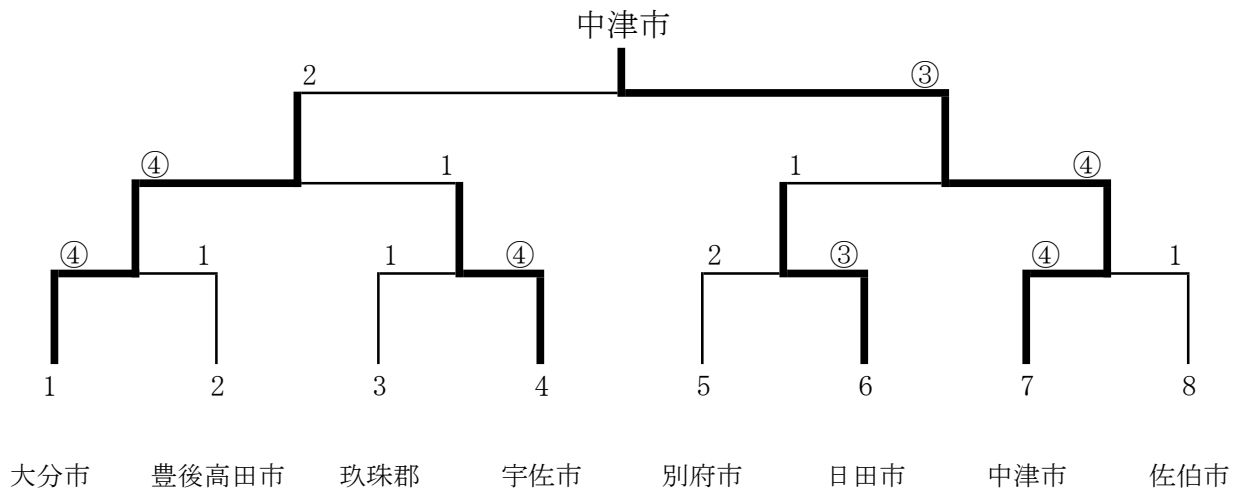 中津市
2 ③
④ 1 1 ④
④ 1 1 ④ 2 ③ ④ 1
1 2 3 4 5 6 7 8
大分市 豊後高田市 玖珠郡 宇佐市 別府市 日田市 中津市 佐伯市